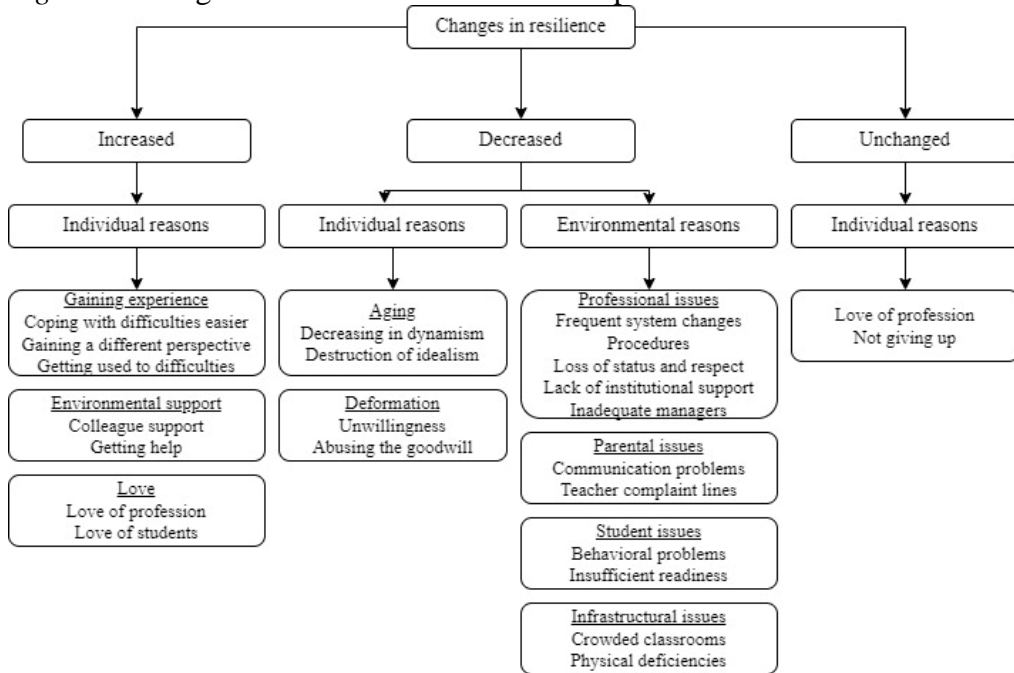 Changes in resilience
Increased
Decreased
Unchanged
Individual reasons
Individual reasons
Environmental reasons
Individual reasons
Gaining experience
Coping with difficulties easier
Gaining a different perspective
Getting used to difficulties
Environmental support
Colleague support
Getting help
Love
Love of profession
Love of students
Aging
Decreasing in dynamism
Destruction of idealism
Deformation
Unwillingness
Abusing the goodwill
Professional issues
Frequent system changes
Procedures
Loss of status and respect
Lack of institutional support
Inadequate managers
Parental issues
Communication problems
Teacher complaint lines
Student issues
Behavioral problems
Insufficient readiness
Infrastructural issues
Crowded classrooms
Physical deficiencies
Love of profession
Not giving up